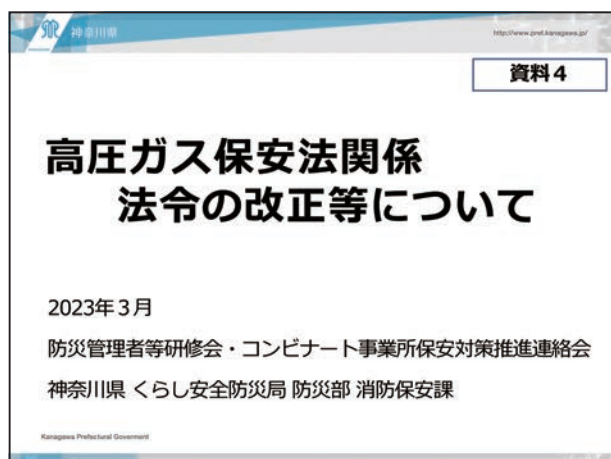 神奈川県
http://www.pref.kanagawa.jp/
資料４
高圧ガス保安法関係
法令の改正等について
2023年３月
防災管理者等研修会・コンビナート事業所保安対策推進連絡会
神奈川県 くらし安全防災局 防災部 消防保安課
Kanagawa Prefectural Goverment